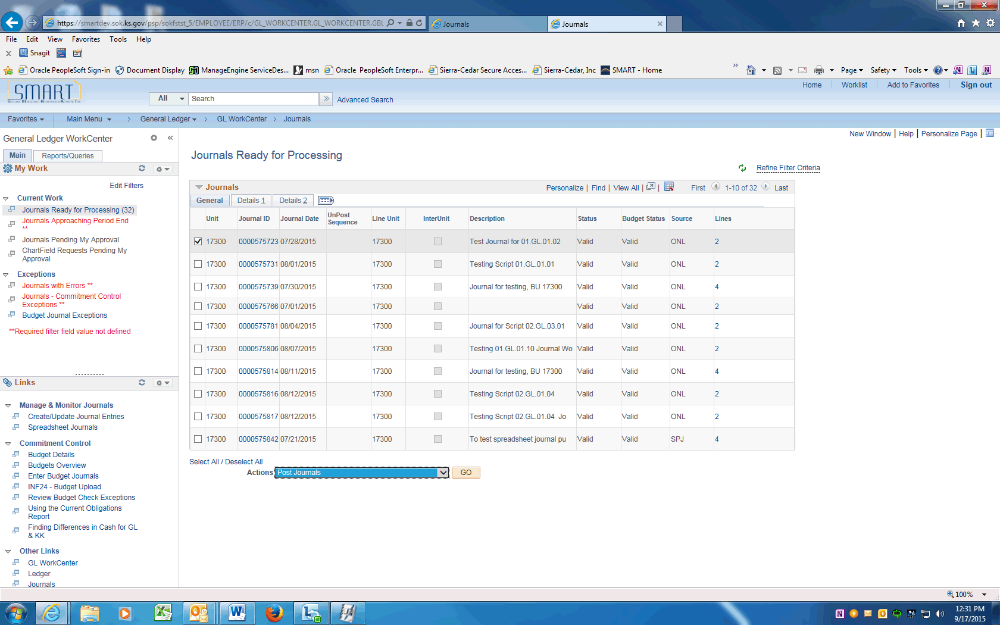 https://smartdev.sok.ks.gov/psp/sokfstst_5/EMPLOYEE/ERP/c/GL_WORKCENTER.GL_WORKCENTER.GBL
Journals
Journals
File Edit View Favorites Tools Help
Snagit
Oracle PeopleSoft Sign-in Document Display ManageEngine ServiceDes... msn Oracle PeopleSoft Enterpr... Sierra-Cedar Secure Acces... Sierra-Cedar, Inc SMART - Home
Page Safety Tools
SMART
Home Worklist Add to Favorites Sign out
All Search Advanced Search
Favorites Main Menu > General Ledger > GL WorkCenter > Journals
New Window | Help | Personalize Page
General Ledger WorkCenter
Main Reports/Queries
My Work
Edit Filters
Current Work
Journals Ready for Processing (32)
Journals Approaching Period End
**
Journals Pending My Approval
ChartField Requests Pending My
Approval
Exceptions
Journals with Errors **
Journals - Commitment Control
Exceptions **
Budget Journal Exceptions
**Required filter field value not defined
Links
Manage & Monitor Journals
Create/Update Journal Entries
Spreadsheet Journals
Commitment Control
Budget Details
Budgets Overview
Enter Budget Journals
INF24 - Budget Upload
Review Budget Check Exceptions
Using the Current Obligations
Report
Finding Differences in Cash for GL
& KK
Other Links
GL WorkCenter
Ledger
Journals
Journals Ready for Processing
Refine Filter Criteria
Journals
Personalize | Find | View All | First 1-10 of 32 Last
General Details 1 Details 2
Unit Journal ID Journal Date UnPost Sequence Line Unit InterUnit Description Status Budget Status Source Lines
17300 0000575723 07/28/2015 17300 Test Journal for 01.GL.01.02 Valid Valid ONL 2
17300 0000575731 08/01/2015 17300 Testing Script 01.GL.01.01 Valid Valid ONL 2
17300 0000575739 07/30/2015 17300 Journal for testing, BU 17300 Valid Valid ONL 4
17300 0000575766 07/01/2015 17300 Valid Valid ONL 2
17300 0000575781 08/04/2015 17300 Journal for Script 02.GL.03.01 Valid Valid ONL 2
17300 0000575806 08/07/2015 17300 Testing 01.GL.01.10 Journal Wo Valid Valid ONL 2
17300 0000575814 08/11/2015 17300 Journal for testing, BU 17300 Valid Valid ONL 4
17300 0000575816 08/12/2015 17300 Testing Script 02.GL.01.04 Valid Valid ONL 2
17300 0000575817 08/12/2015 17300 Testing Script 02.GL.01.04 Jo Valid Valid ONL 2
17300 0000575842 07/21/2015 17300 To test spreadsheet journal pu Valid Valid SPJ 4
Select All / Deselect All
Actions Post Journals GO
100%
12:31 PM
9/17/2015